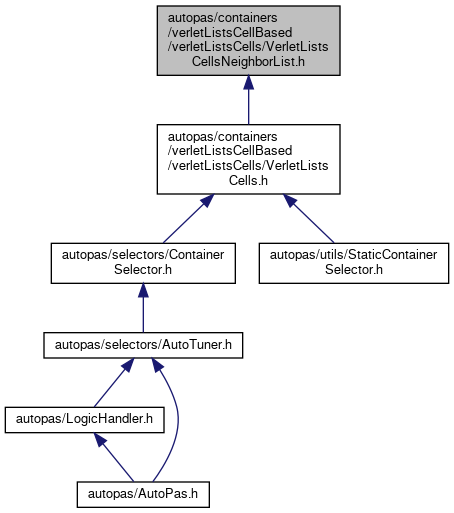 autopas/containers
/verletListsCellBased
/verletListsCells/VerletLists
CellsNeighborList.h
autopas/containers
/verletListsCellBased
/verletListsCells/VerletLists
Cells.h
autopas/selectors/Container
Selector.h
autopas/utils/StaticContainer
Selector.h
autopas/selectors/AutoTuner.h
autopas/LogicHandler.h
autopas/AutoPas.h